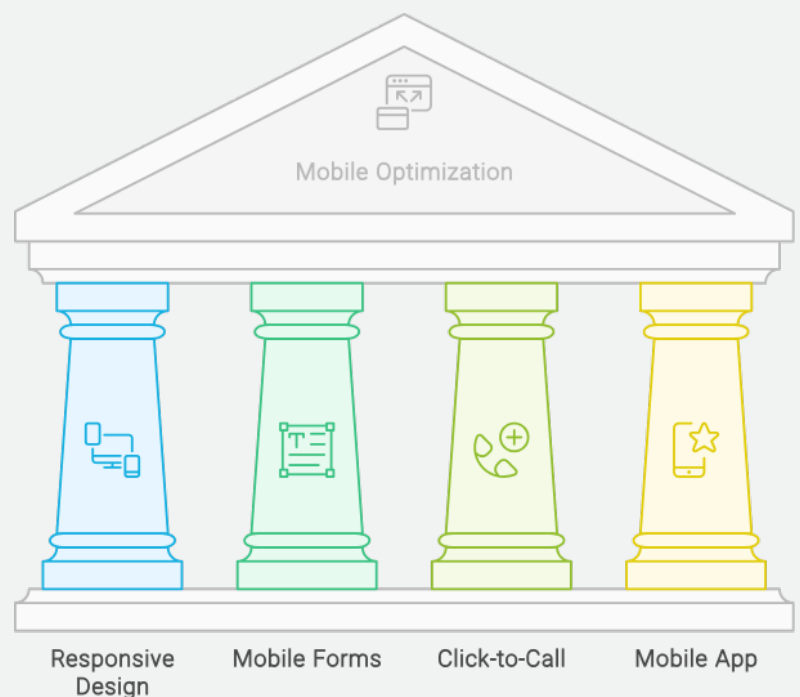 Mobile Optimization
Responsive
Design
Mobile Forms
Click-to-Call
Mobile App